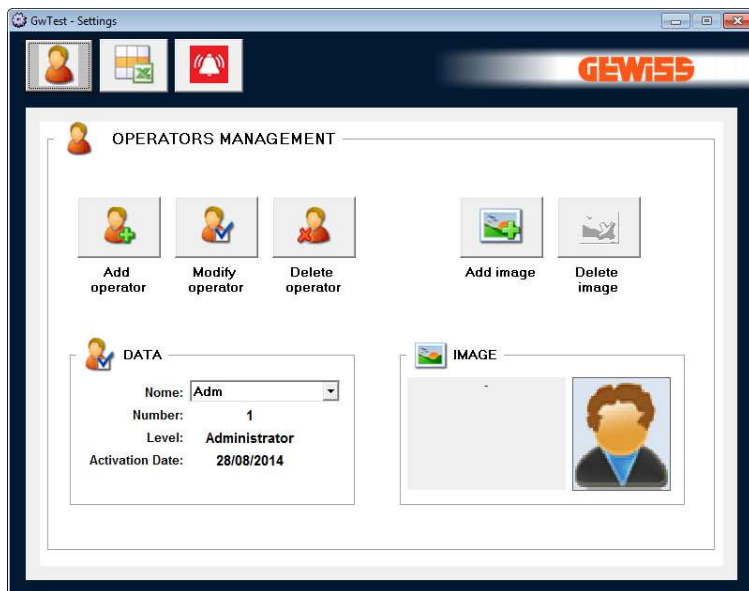 GwTest - Settings
GEWISS
OPERATORS MANAGEMENT
Add operator
Modify operator
Delete operator
Add image
Delete image
DATA
Nome: Adm
Number: 1
Level: Administrator
Activation Date: 28/08/2014
IMAGE
-